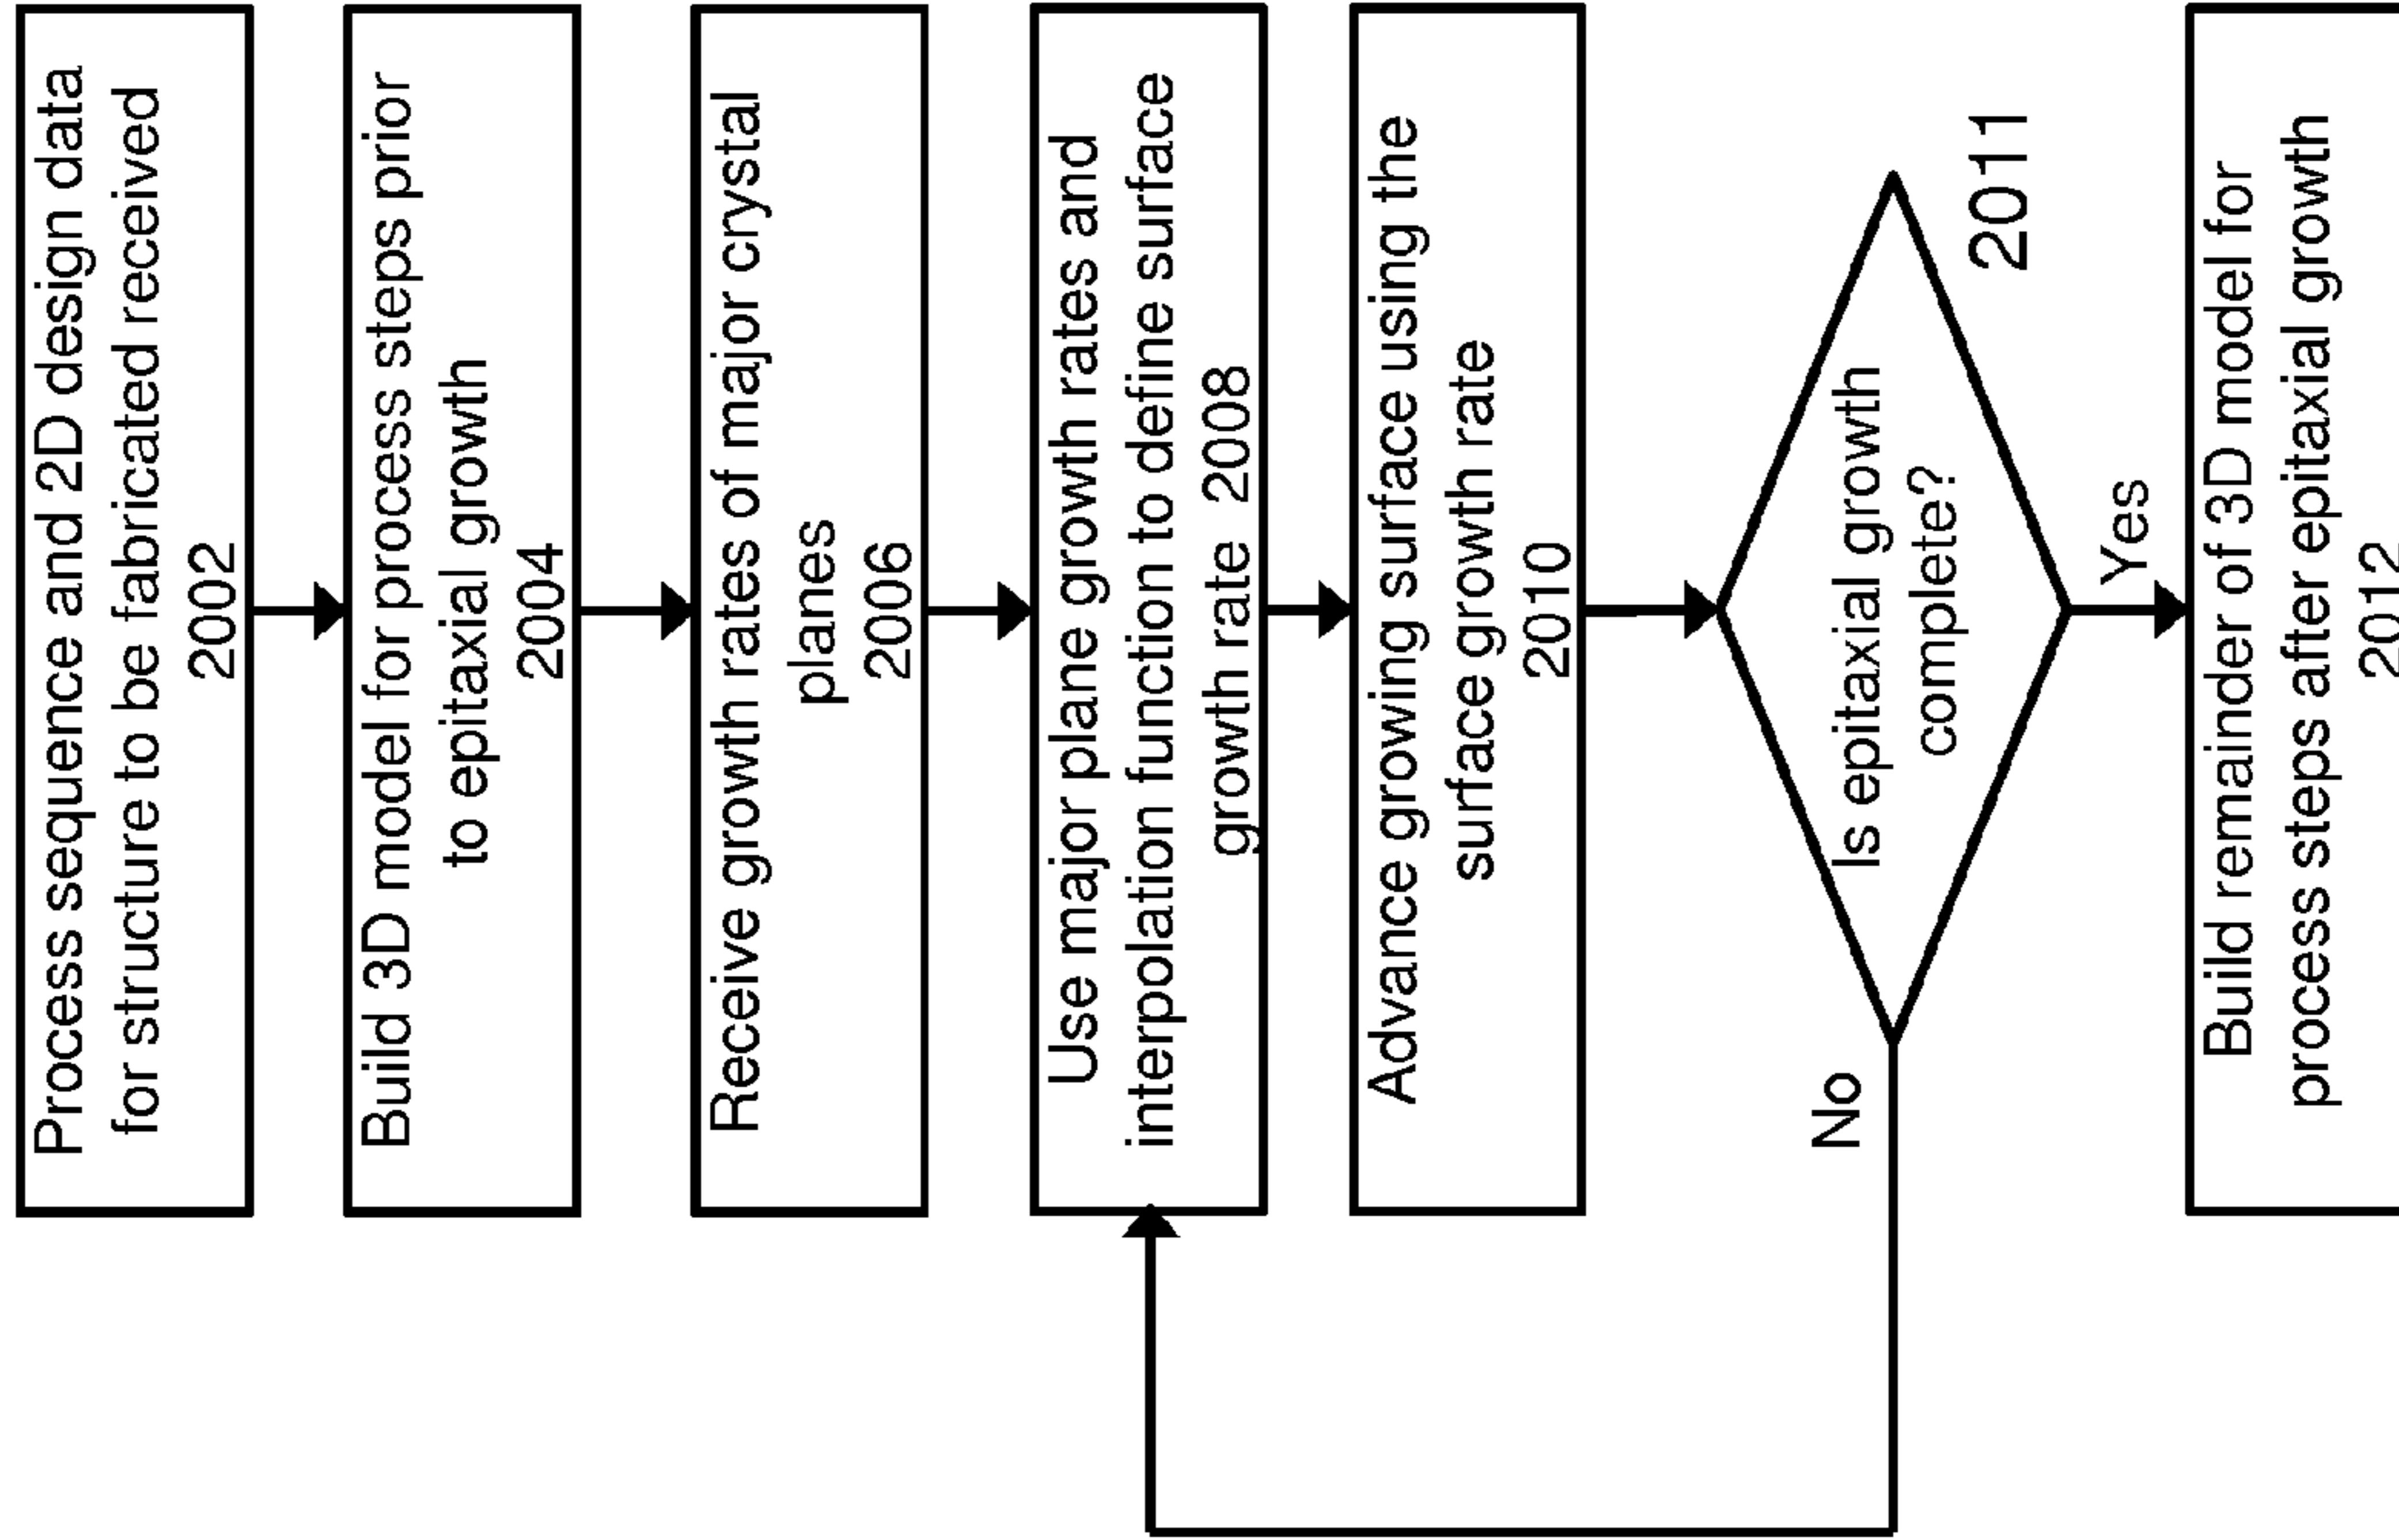 Process sequence and 2D design data
for structure to be fabricated received
2002
Build 3D model for process steps prior
to epitaxial growth
2004
Receive growth rates of major crystal
planes
2006
Use major plane growth rates and
interpolation function to define surface
growth rate 2008
Advance growing surface using the
surface growth rate
2010
Is epitaxial growth
complete?
2011
No
Yes
Build remainder of 3D model for
process steps after epitaxial growth
2012